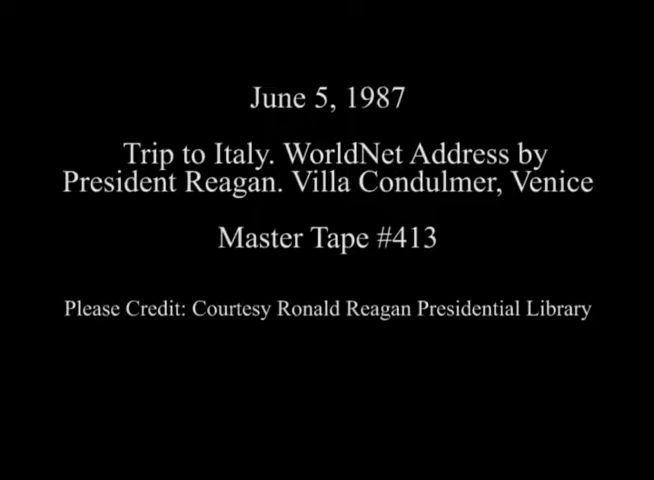 June 5, 1987
Trip to Italy. WorldNet Address by
President Reagan. Villa Condulmer, Venice
Master Tape #413
Please Credit: Courtesy Ronald Reagan Presidential Library